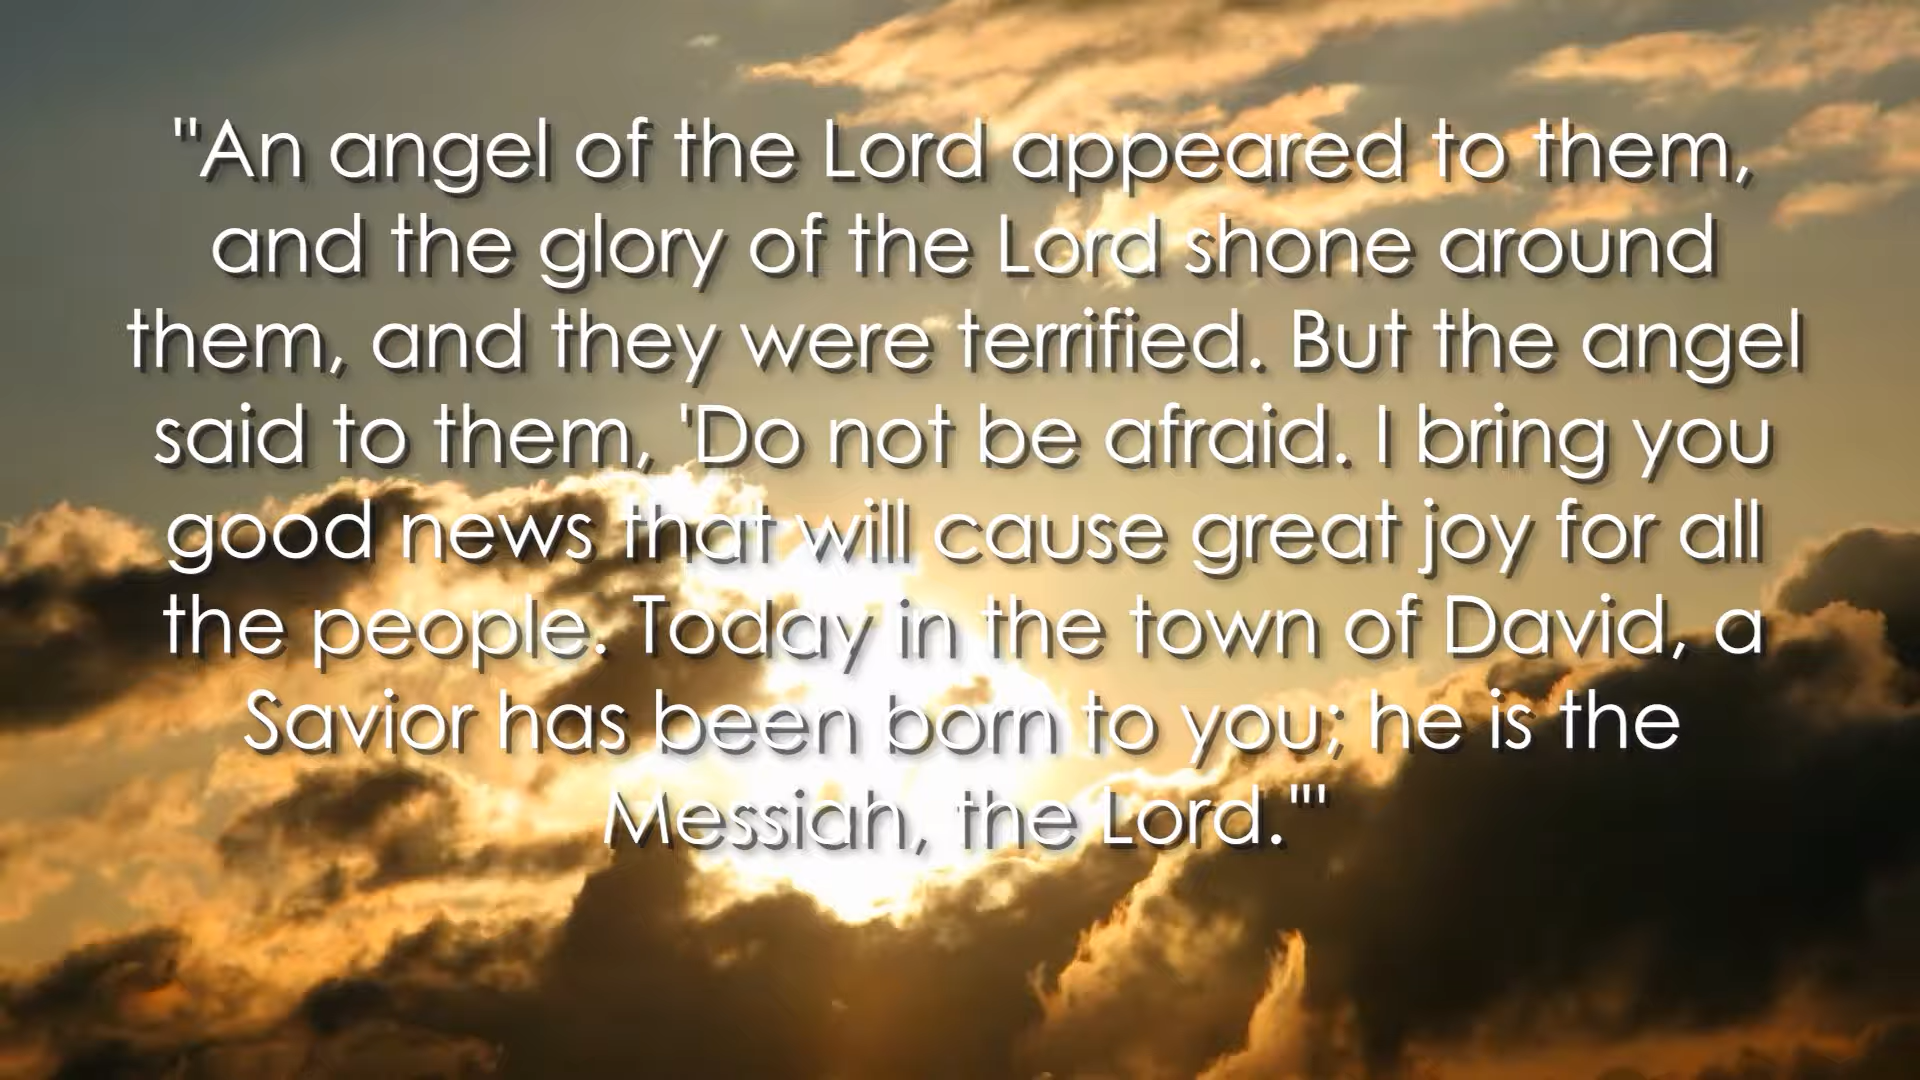 "An angel of the Lord appeared to them,
and the glory of the Lord shone around
them, and they were terrified. But the angel
said to them, 'Do not be afraid. I bring you
good news that will cause great joy for all
the people. Today in the town of David, a
Savior has been born to you; he is the
Messiah, the Lord."'